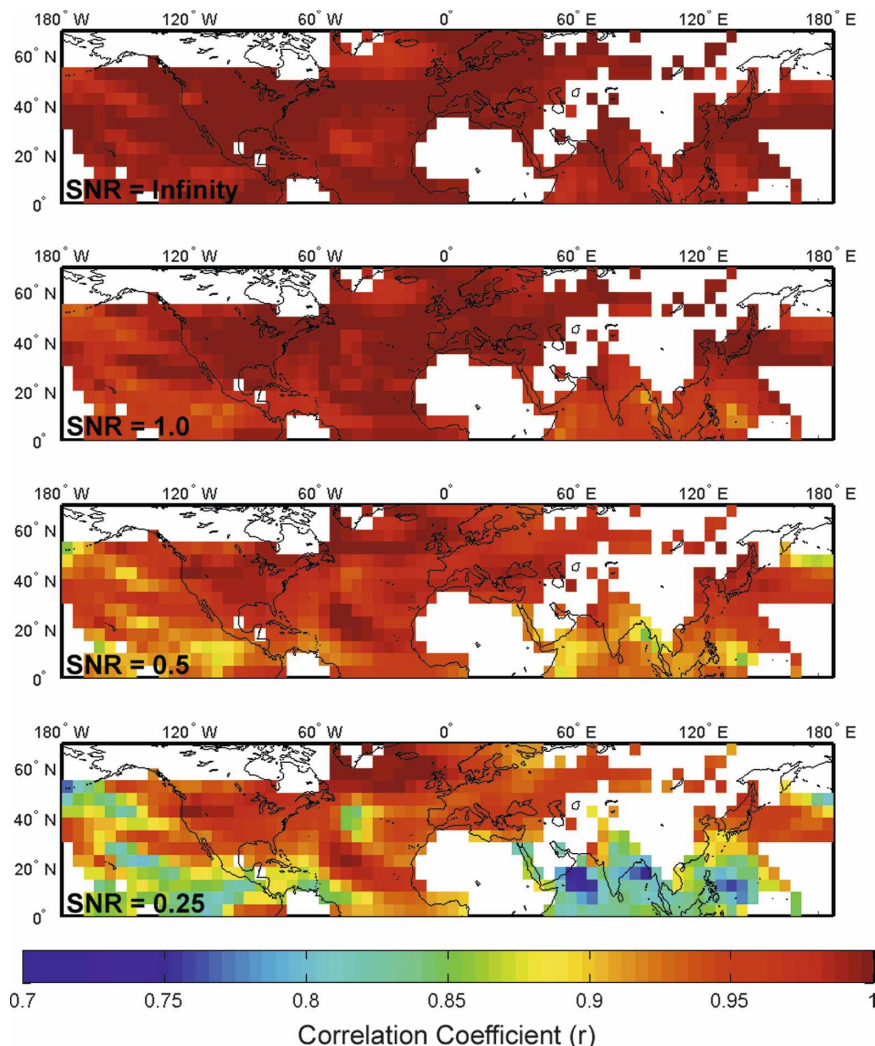 180° W 120° W 60° W 0° 60° E 120° E 180° E
60° N
40° N
20° N
0°
SNR = Infinity
180° W 120° W 60° W 0° 60° E 120° E 180° E
60° N
40° N
20° N
0°
SNR = 1.0
180° W 120° W 60° W 0° 60° E 120° E 180° E
60° N
40° N
20° N
0°
SNR = 0.5
180° W 120° W 60° W 0° 60° E 120° E 180° E
60° N
40° N
20° N
0°
SNR = 0.25
0.7 0.75 0.8 0.85 0.9 0.95 1
Correlation Coefficient (r)